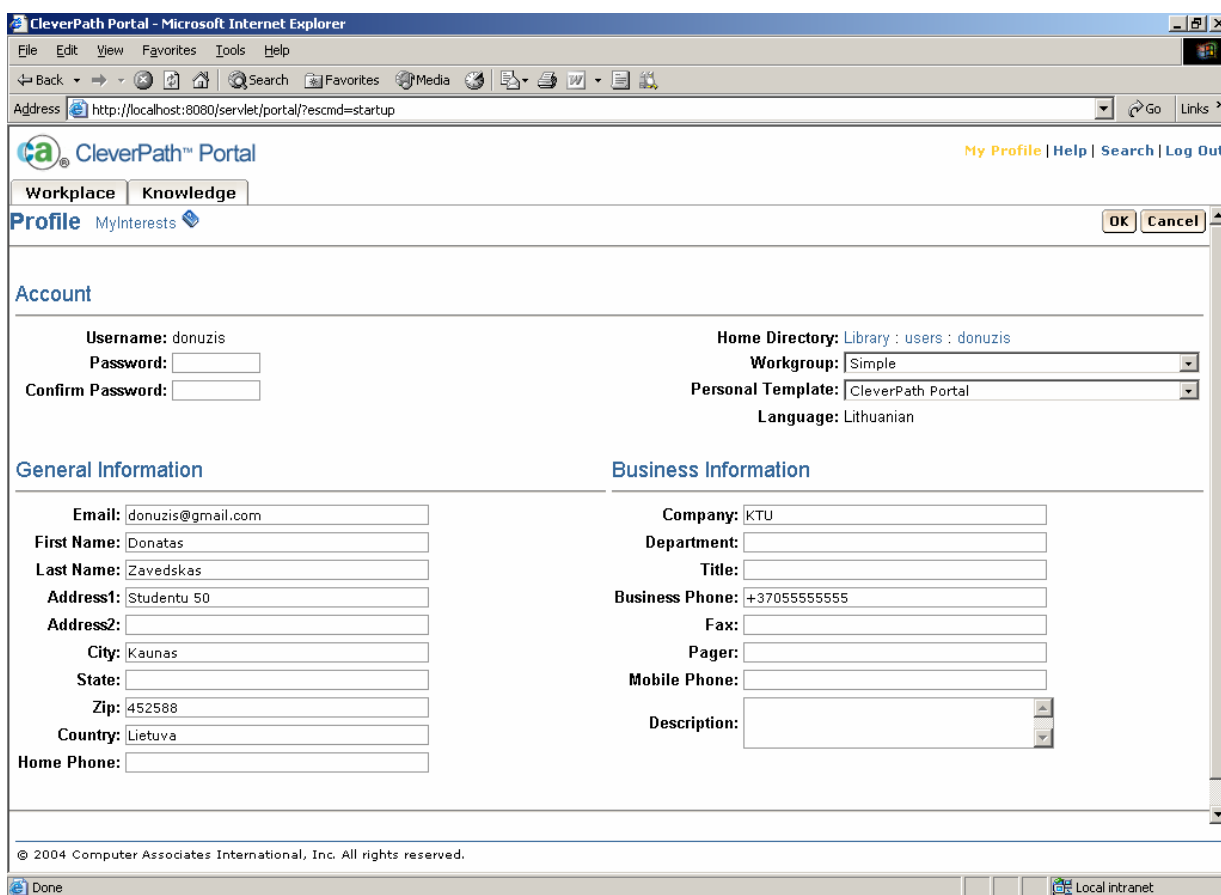 CleverPath Portal - Microsoft Internet Explorer
File Edit View Favorites Tools Help
Back Search Favorites Media
Address http://localhost:8080/servlet/portal/?escmd=startup Go Links »
ca® CleverPath™ Portal My Profile | Help | Search | Log Out
Workplace Knowledge
Profile MyInterests OK Cancel
Account
Username: donuzis Home Directory: Library : users : donuzis
Password: Workgroup: Simple
Confirm Password: Personal Template: CleverPath Portal
Language: Lithuanian
General Information Business Information
Email: donuzis@gmail.com Company: KTU
First Name: Donatas Department:
Last Name: Zavedskas Title:
Address1: Studentu 50 Business Phone: +37055555555
Address2: Fax:
City: Kaunas Pager:
State: Mobile Phone:
Zip: 452588 Description:
Country: Lietuva
Home Phone:
© 2004 Computer Associates International, Inc. All rights reserved.
Done Local intranet